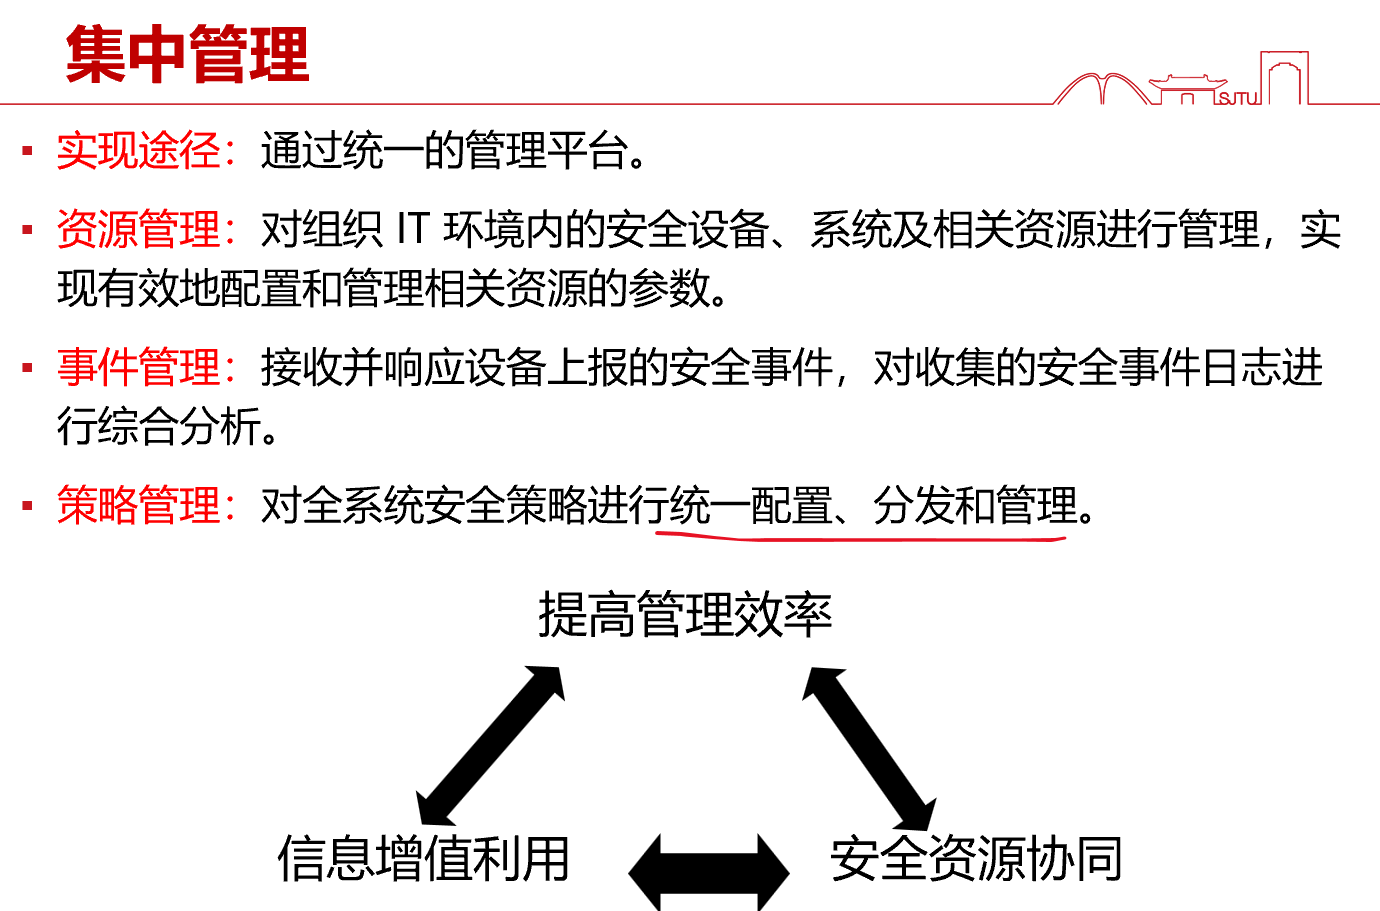 集中管理
SJTU
实现途径：通过统一的管理平台。
资源管理：对组织 IT 环境内的安全设备、系统及相关资源进行管理，实
现有效地配置和管理相关资源的参数。
事件管理：接收并响应设备上报的安全事件，对收集的安全事件日志进
行综合分析。
策略管理：对全系统安全策略进行统一配置、分发和管理。
提高管理效率
信息增值利用
安全资源协同